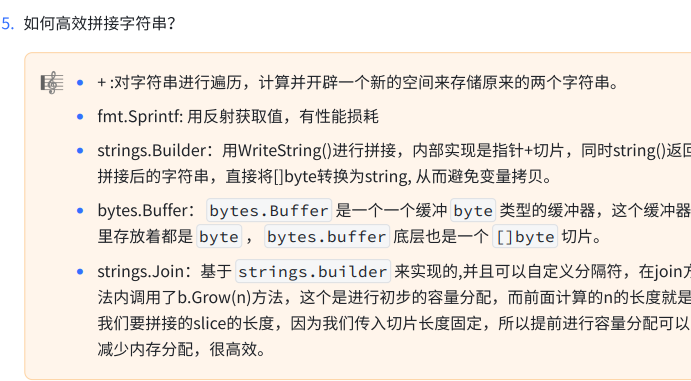 5. 如何高效拼接字符串？
+ :对字符串进行遍历，计算并开辟一个新的空间来存储原来的两个字符串。
fmt.Sprintf: 用反射获取值，有性能损耗
strings.Builder：用WriteString()进行拼接，内部实现是指针+切片，同时string()返回
拼接后的字符串，直接将[]byte转换为string, 从而避免变量拷贝。
bytes.Buffer： bytes.Buffer 是一个一个缓冲 byte 类型的缓冲器，这个缓冲器
里存放着都是 byte ， bytes.buffer 底层也是一个 []byte 切片。
strings.Join：基于 strings.builder 来实现的,并且可以自定义分隔符，在join方
法内调用了b.Grow(n)方法，这个是进行初步的容量分配，而前面计算的n的长度就是
我们要拼接的slice的长度，因为我们传入切片长度固定，所以提前进行容量分配可以
减少内存分配，很高效。